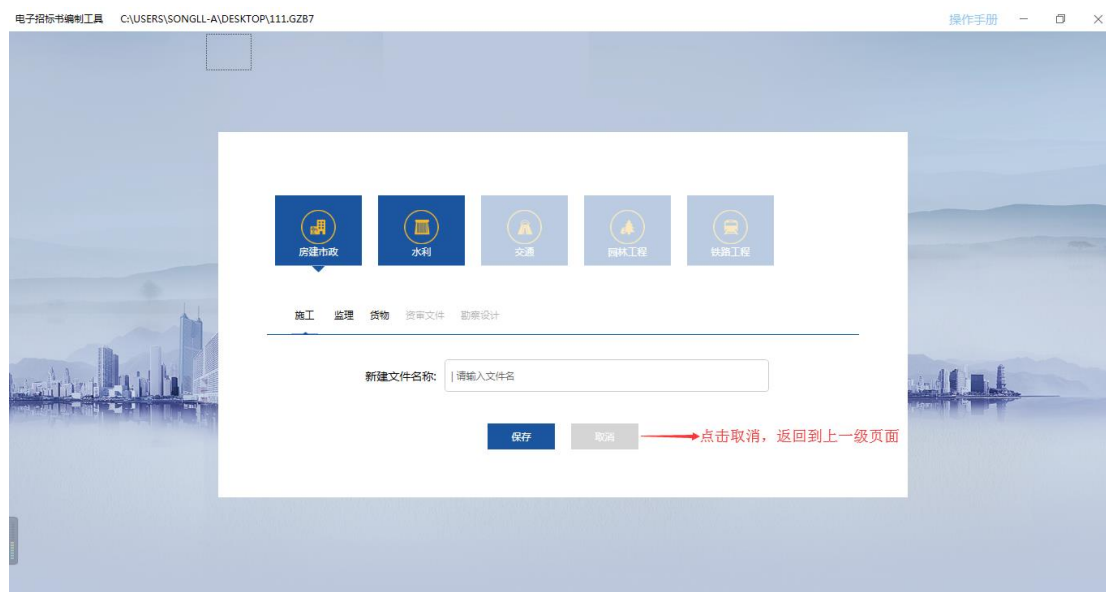 电子招标书编制工具 C:\USERS\SONGLL-A\DESKTOP\111.GZB7 操作手册
房建市政 水利 交通 园林工程 铁路工程
施工 监理 货物 资审文件 勘察设计
新建文件名称: 请输入文件名
保存 取消 点击取消，返回到上一级页面